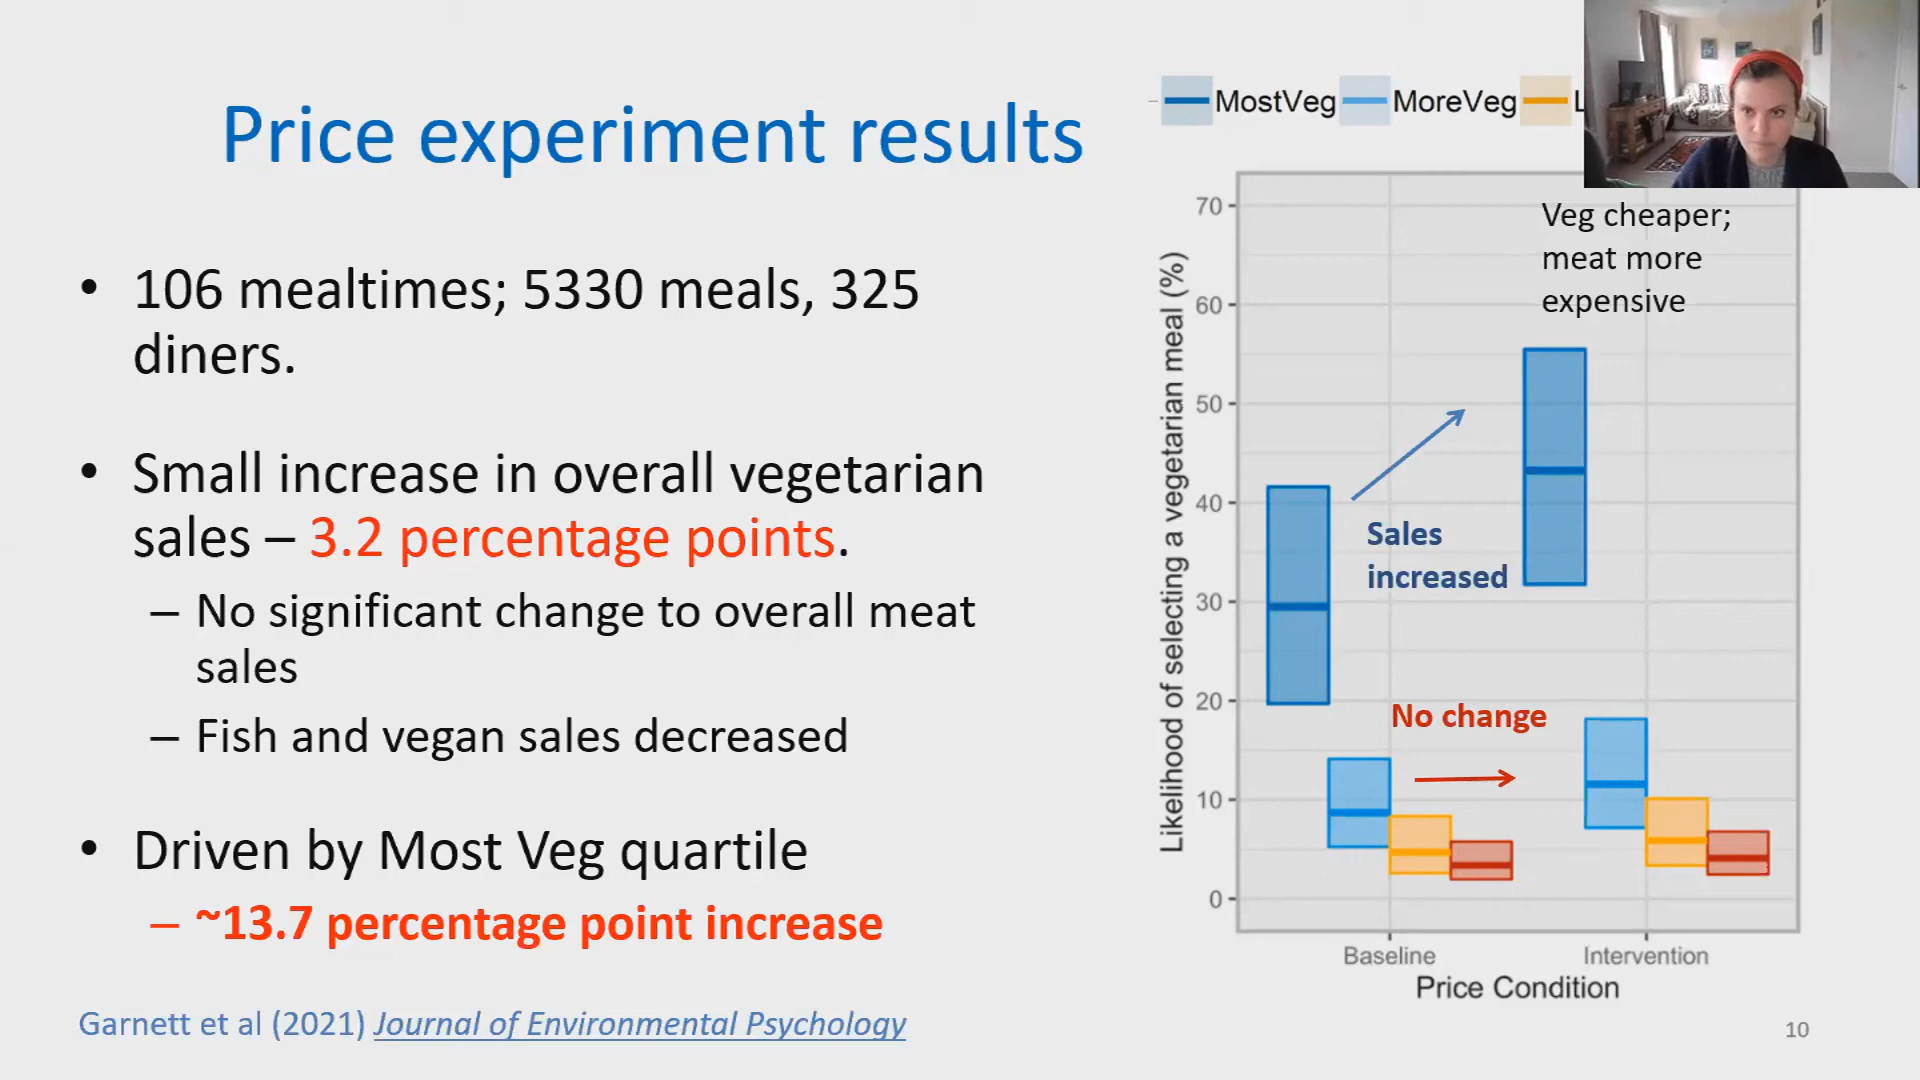 Price experiment results
• 106 mealtimes; 5330 meals, 325
diners.
• Small increase in overall vegetarian
sales – 3.2 percentage points.
– No significant change to overall meat
sales
– Fish and vegan sales decreased
• Driven by Most Veg quartile
– ~13.7 percentage point increase
Garnett et al (2021) Journal of Environmental Psychology
MostVeg MoreVeg
Veg cheaper;
meat more
expensive
Likelihood of selecting a vegetarian meal (%)
70
60
50
40
30
20
10
0
Sales
increased
No change
Baseline Intervention
Price Condition
10